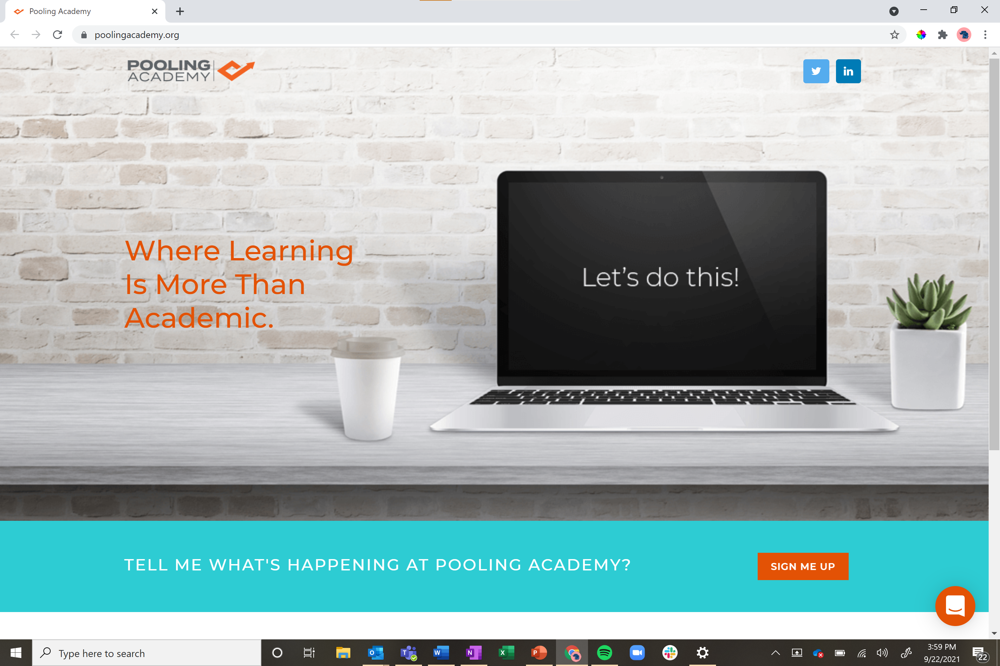 Pooling Academy
poolingacademy.org
POOLING
ACADEMY
in
Where Learning
Is More Than
Academic.
Let's do this!
TELL ME WHAT'S HAPPENING AT POOLING ACADEMY?
SIGN ME UP
Type here to search
O
T
W
N
X
P
3:59 PM
9/22/2021
22